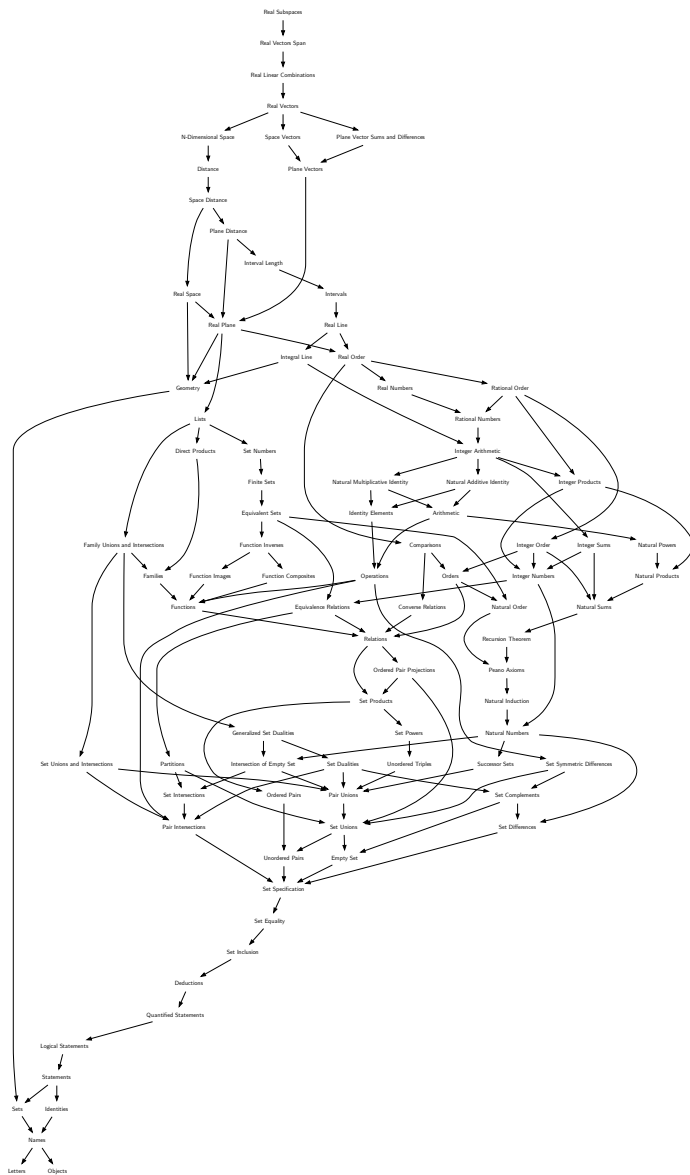 Real Subspaces
Real Vectors Span
Real Linear Combinations
Real Vectors
N-Dimensional Space Space Vectors Plane Vector Sums and Differences
Distance Plane Vectors
Space Distance
Plane Distance
Interval Length
Real Space Intervals
Real Plane Real Line
Integral Line Real Order
Geometry Real Numbers Rational Order
Lists Rational Numbers
Direct Products Set Numbers Integer Arithmetic
Finite Sets Natural Multiplicative Identity Natural Additive Identity Integer Products
Equivalent Sets Identity Elements Arithmetic
Family Unions and Intersections Function Inverses Comparisons Integer Order Integer Sums Natural Powers
Families Function Images Function Composites Operations Orders Integer Numbers Natural Products
Functions Equivalence Relations Converse Relations Natural Order Natural Sums
Relations Recursion Theorem
Ordered Pair Projections Peano Axioms
Set Products Natural Induction
Generalized Set Dualities Set Powers Natural Numbers
Set Unions and Intersections Partitions Intersection of Empty Set Set Dualities Unordered Triples Successor Sets Set Symmetric Differences
Set Intersections Ordered Pairs Pair Unions Set Complements
Pair Intersections Set Unions Set Differences
Unordered Pairs Empty Set
Set Specification
Set Equality
Set Inclusion
Deductions
Quantified Statements
Logical Statements
Statements
Sets Identities
Names
Letters Objects